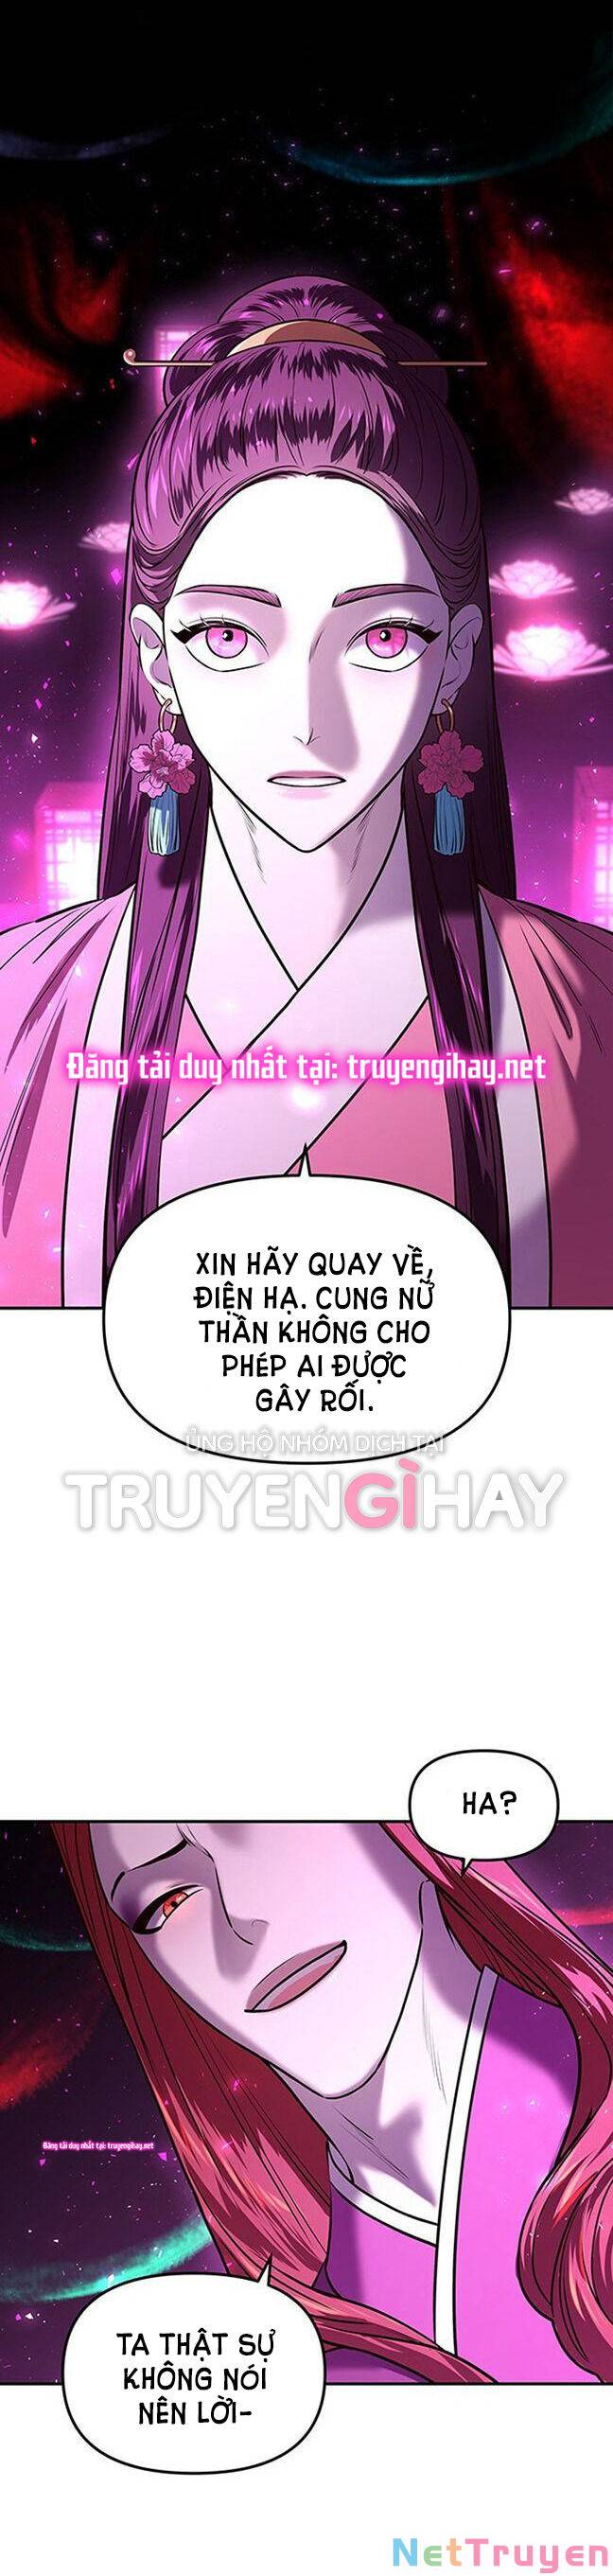 Đăng tải duy nhất tại: truyengihay.net
XIN HÃY QUAY VỀ,
ĐIỆN HẠ. CUNG NỮ
THẦN KHÔNG CHO
PHÉP AI ĐƯỢC
GÂY RỐI.
ỦNG HỘ NHÓM DỊCH TẠI
TRUYENGÌHAY
HA?
Đăng tải duy nhất tại: truyengihay.net
TA THẬT SỰ
KHÔNG NÓI
NÊN LỜI-
NetTruyen